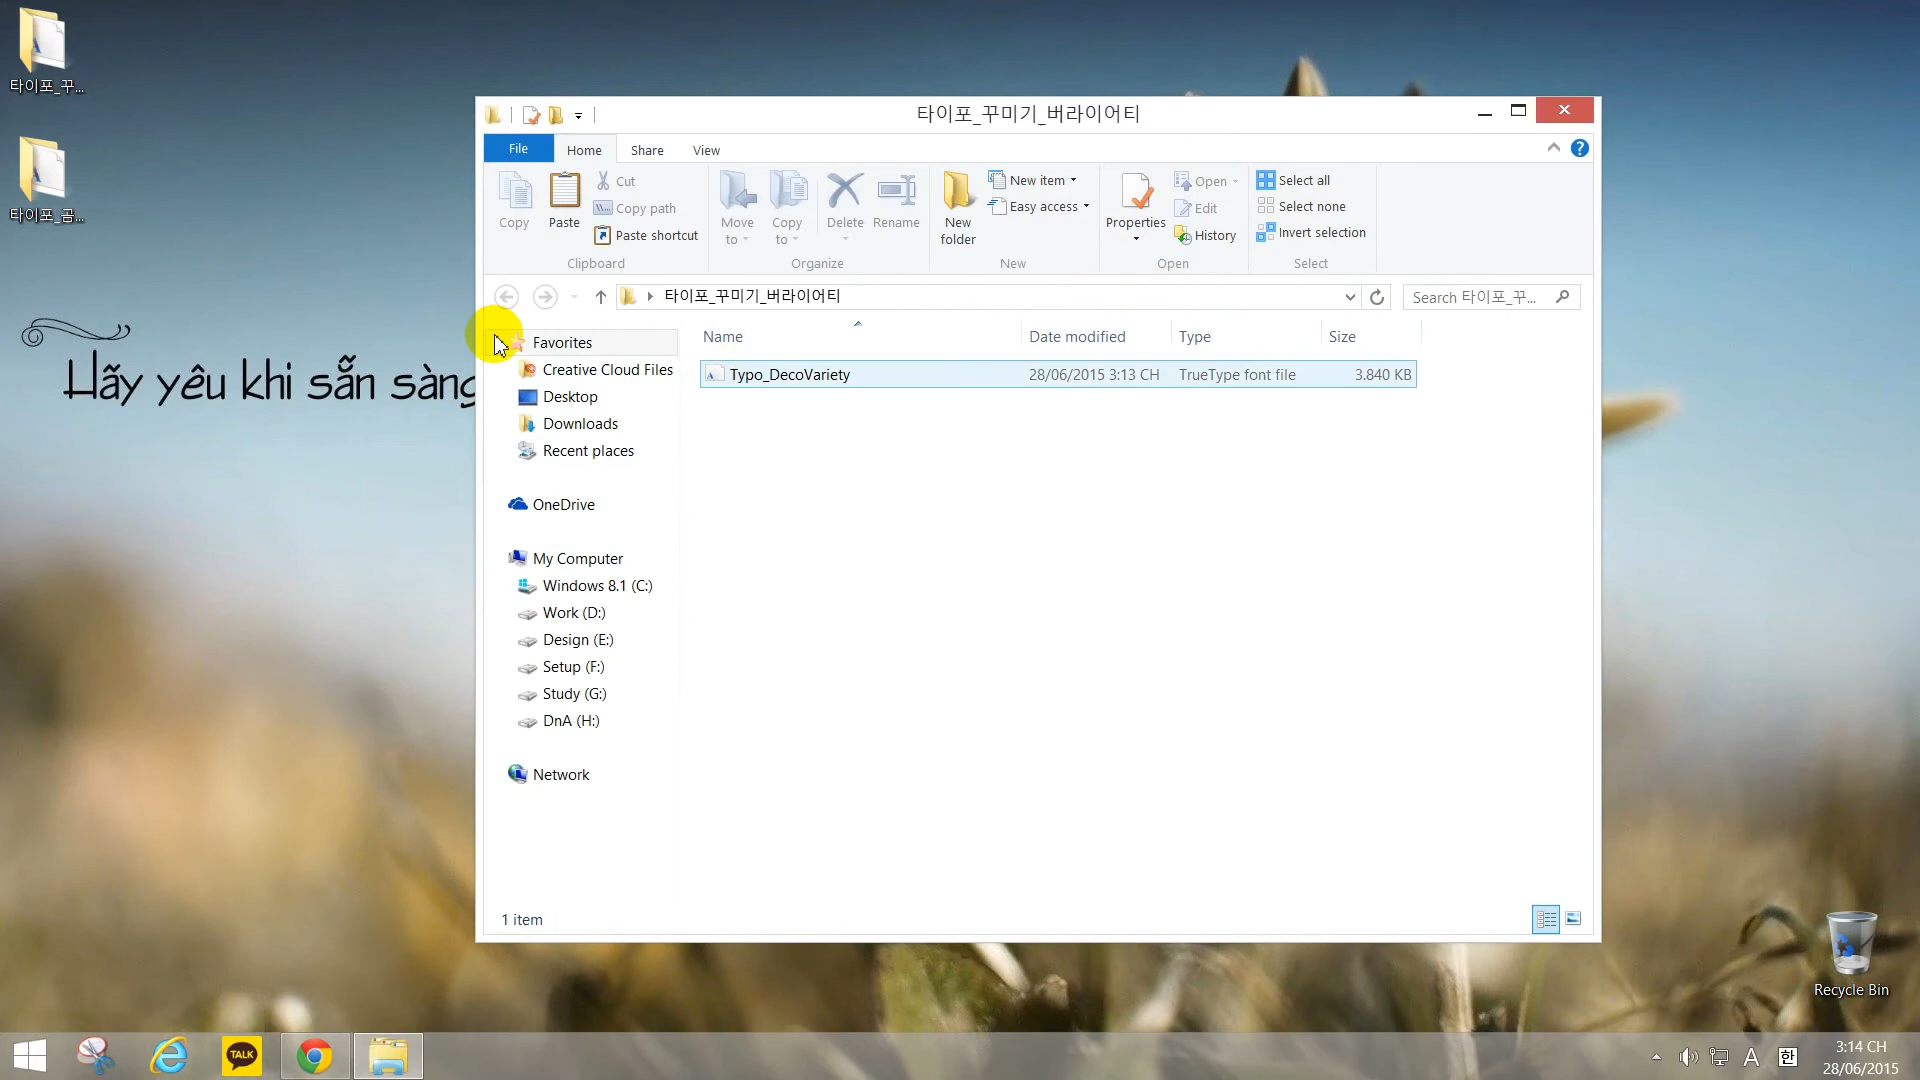 타이포_꾸...
타이포_곰...
Hãy yêu khi sẵn sàng
타이포_꾸미기_버라이어티
File
Home
Share
View
Copy
Paste
Cut
Copy path
Paste shortcut
Clipboard
Move to
Copy to
Delete
Rename
Organize
New folder
New item
Easy access
New
Properties
Open
Edit
History
Open
Select all
Select none
Invert selection
Select
타이포_꾸미기_버라이어티
Search 타이포_꾸...
Favorites
Creative Cloud Files
Desktop
Downloads
Recent places
OneDrive
My Computer
Windows 8.1 (C:)
Work (D:)
Design (E:)
Setup (F:)
Study (G:)
DnA (H:)
Network
Name
Date modified
Type
Size
Typo_DecoVariety
28/06/2015 3:13 CH
TrueType font file
3.840 KB
1 item
Recycle Bin
TALK
A
한
3:14 CH
28/06/2015